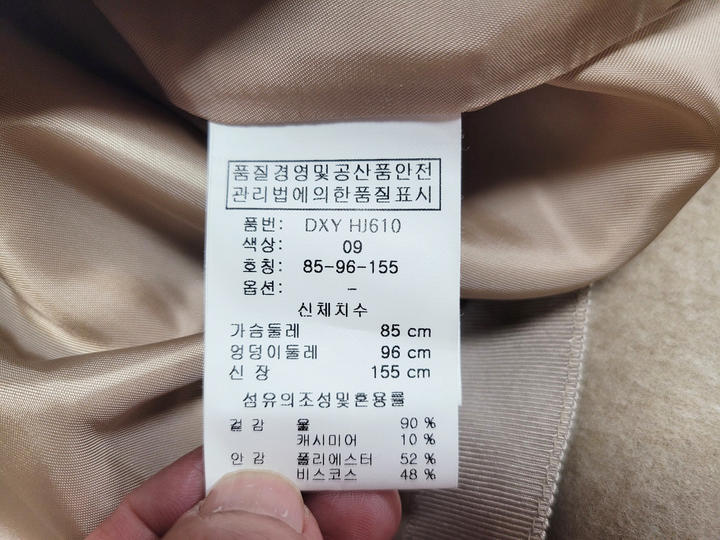 품질경영및공산품안전
관리법에의한품질표시
품번: DXY HJ610
색상: 09
호칭: 85-96-155
옵션: -
신체치수
가슴둘레 85 cm
엉덩이둘레 96 cm
신 장 155 cm
섬유의조성및혼용률
겉 감 울 90 %
캐시미어 10 %
안 감 폴리에스터 52 %
비스코스 48 %